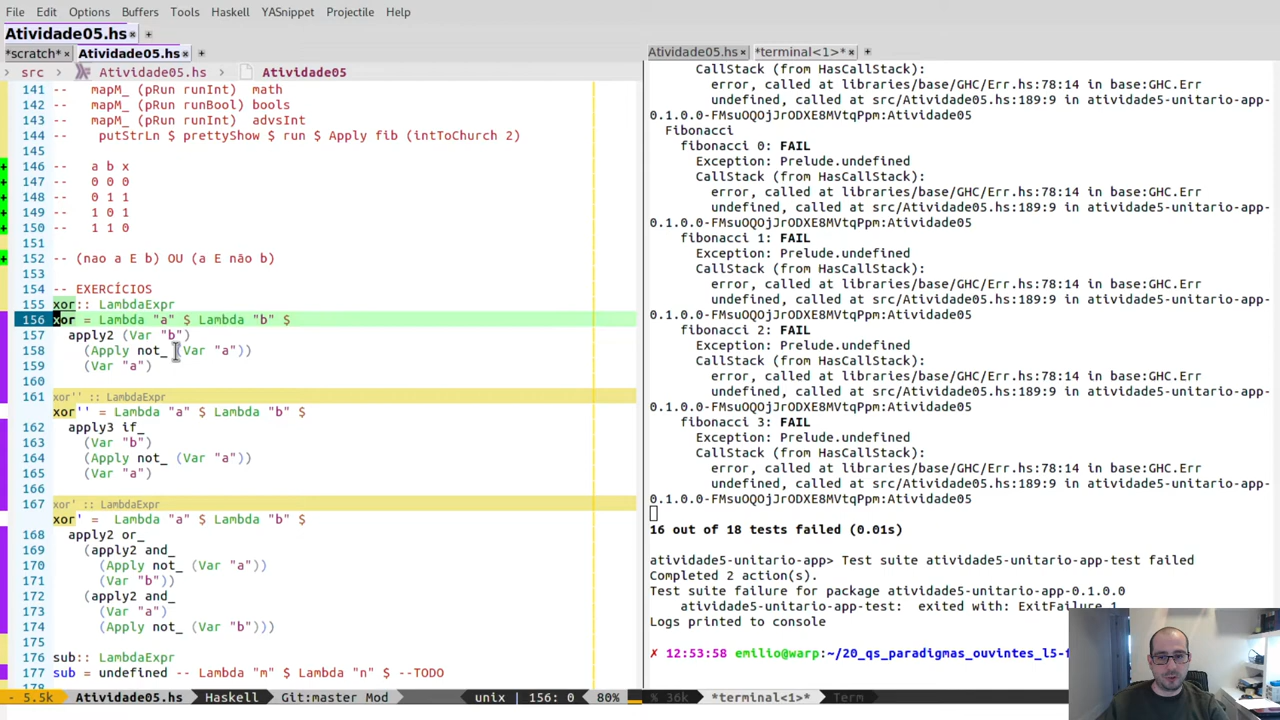 File Edit Options Buffers Tools Haskell YASnippet Projectile Help
Atividade05.hs × +
*scratch* × Atividade05.hs × +
src Atividade05.hs Atividade05
141 --   mapM_ (pRun runInt)  math
142 --   mapM_ (pRun runBool) bools
143 --   mapM_ (pRun runInt)  advsInt
144 --    putStrLn $ prettyShow $ run $ Apply fib (intToChurch 2)
145
146 --   a b x
147 --   0 0 0
148 --   0 1 1
149 --   1 0 1
150 --   1 1 0
151
152 -- (nao a E b) OU (a E não b)
153
154 -- EXERCÍCIOS
155 xor:: LambdaExpr
156 xor = Lambda "a" $ Lambda "b" $
157   apply2 (Var "b")
158     (Apply not_ (Var "a"))
159     (Var "a")
160
161 xor'' :: LambdaExpr
xor'' = Lambda "a" $ Lambda "b" $
162   apply3 if_
163     (Var "b")
164     (Apply not_ (Var "a"))
165     (Var "a")
166
167 xor' :: LambdaExpr
xor' =  Lambda "a" $ Lambda "b" $
168   apply2 or_
169     (apply2 and_
170       (Apply not_ (Var "a"))
171       (Var "b"))
172     (apply2 and_
173       (Var "a")
174       (Apply not_ (Var "b")))
175
176 sub:: LambdaExpr
177 sub = undefined -- Lambda "m" $ Lambda "n" $ --TODO
178
- 5.5k Atividade05.hs Haskell Git:master Mod unix | 156: 0 80%
Atividade05.hs × *terminal<1>* × +
CallStack (from HasCallStack):
error, called at libraries/base/GHC/Err.hs:78:14 in base:GHC.Err
undefined, called at src/Atividade05.hs:189:9 in atividade5-unitario-app-
0.1.0.0-FMsuOQOjJrODXE8MVtqPpm:Atividade05
Fibonacci
fibonacci 0: FAIL
Exception: Prelude.undefined
CallStack (from HasCallStack):
error, called at libraries/base/GHC/Err.hs:78:14 in base:GHC.Err
undefined, called at src/Atividade05.hs:189:9 in atividade5-unitario-app-
0.1.0.0-FMsuOQOjJrODXE8MVtqPpm:Atividade05
fibonacci 1: FAIL
Exception: Prelude.undefined
CallStack (from HasCallStack):
error, called at libraries/base/GHC/Err.hs:78:14 in base:GHC.Err
undefined, called at src/Atividade05.hs:189:9 in atividade5-unitario-app-
0.1.0.0-FMsuOQOjJrODXE8MVtqPpm:Atividade05
fibonacci 2: FAIL
Exception: Prelude.undefined
CallStack (from HasCallStack):
error, called at libraries/base/GHC/Err.hs:78:14 in base:GHC.Err
undefined, called at src/Atividade05.hs:189:9 in atividade5-unitario-app-
0.1.0.0-FMsuOQOjJrODXE8MVtqPpm:Atividade05
fibonacci 3: FAIL
Exception: Prelude.undefined
CallStack (from HasCallStack):
error, called at libraries/base/GHC/Err.hs:78:14 in base:GHC.Err
undefined, called at src/Atividade05.hs:189:9 in atividade5-unitario-app-
0.1.0.0-FMsuOQOjJrODXE8MVtqPpm:Atividade05
16 out of 18 tests failed (0.01s)
atividade5-unitario-app> Test suite atividade5-unitario-app-test failed
Completed 2 action(s).
Test suite failure for package atividade5-unitario-app-0.1.0.0
atividade5-unitario-app-test:  exited with: ExitFailure 1
Logs printed to console
✗ 12:53:58 emilio@warp:~/20_qs_paradigmas_ouvintes_l5-
% 36k *terminal<1>* Term